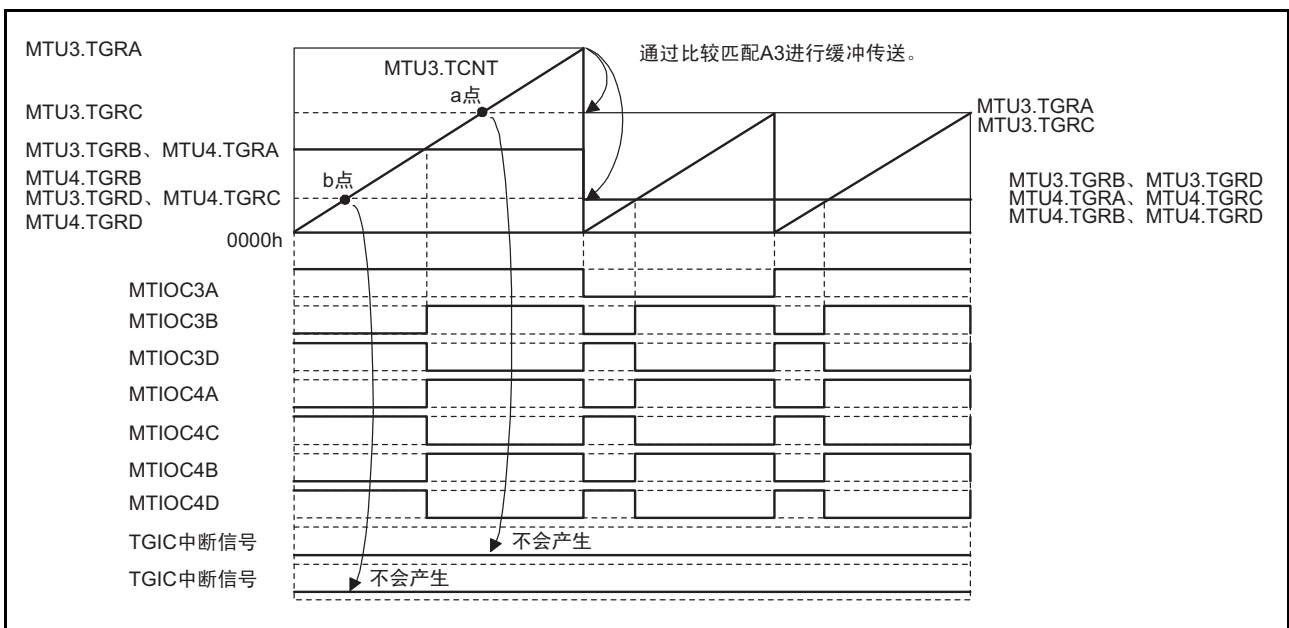 MTU3.TGRA
通过比较匹配A3进行缓冲传送。
MTU3.TCNT
a点
MTU3.TGRC
MTU3.TGRA
MTU3.TGRC
MTU3.TGRB、MTU4.TGRA
MTU4.TGRB
b点
MTU3.TGRD、MTU4.TGRC
MTU4.TGRD
MTU3.TGRB、MTU3.TGRD
MTU4.TGRA、MTU4.TGRC
MTU4.TGRB、MTU4.TGRD
0000h
MTIOC3A
MTIOC3B
MTIOC3D
MTIOC4A
MTIOC4C
MTIOC4B
MTIOC4D
TGIC中断信号
不会产生
TGIC中断信号
不会产生